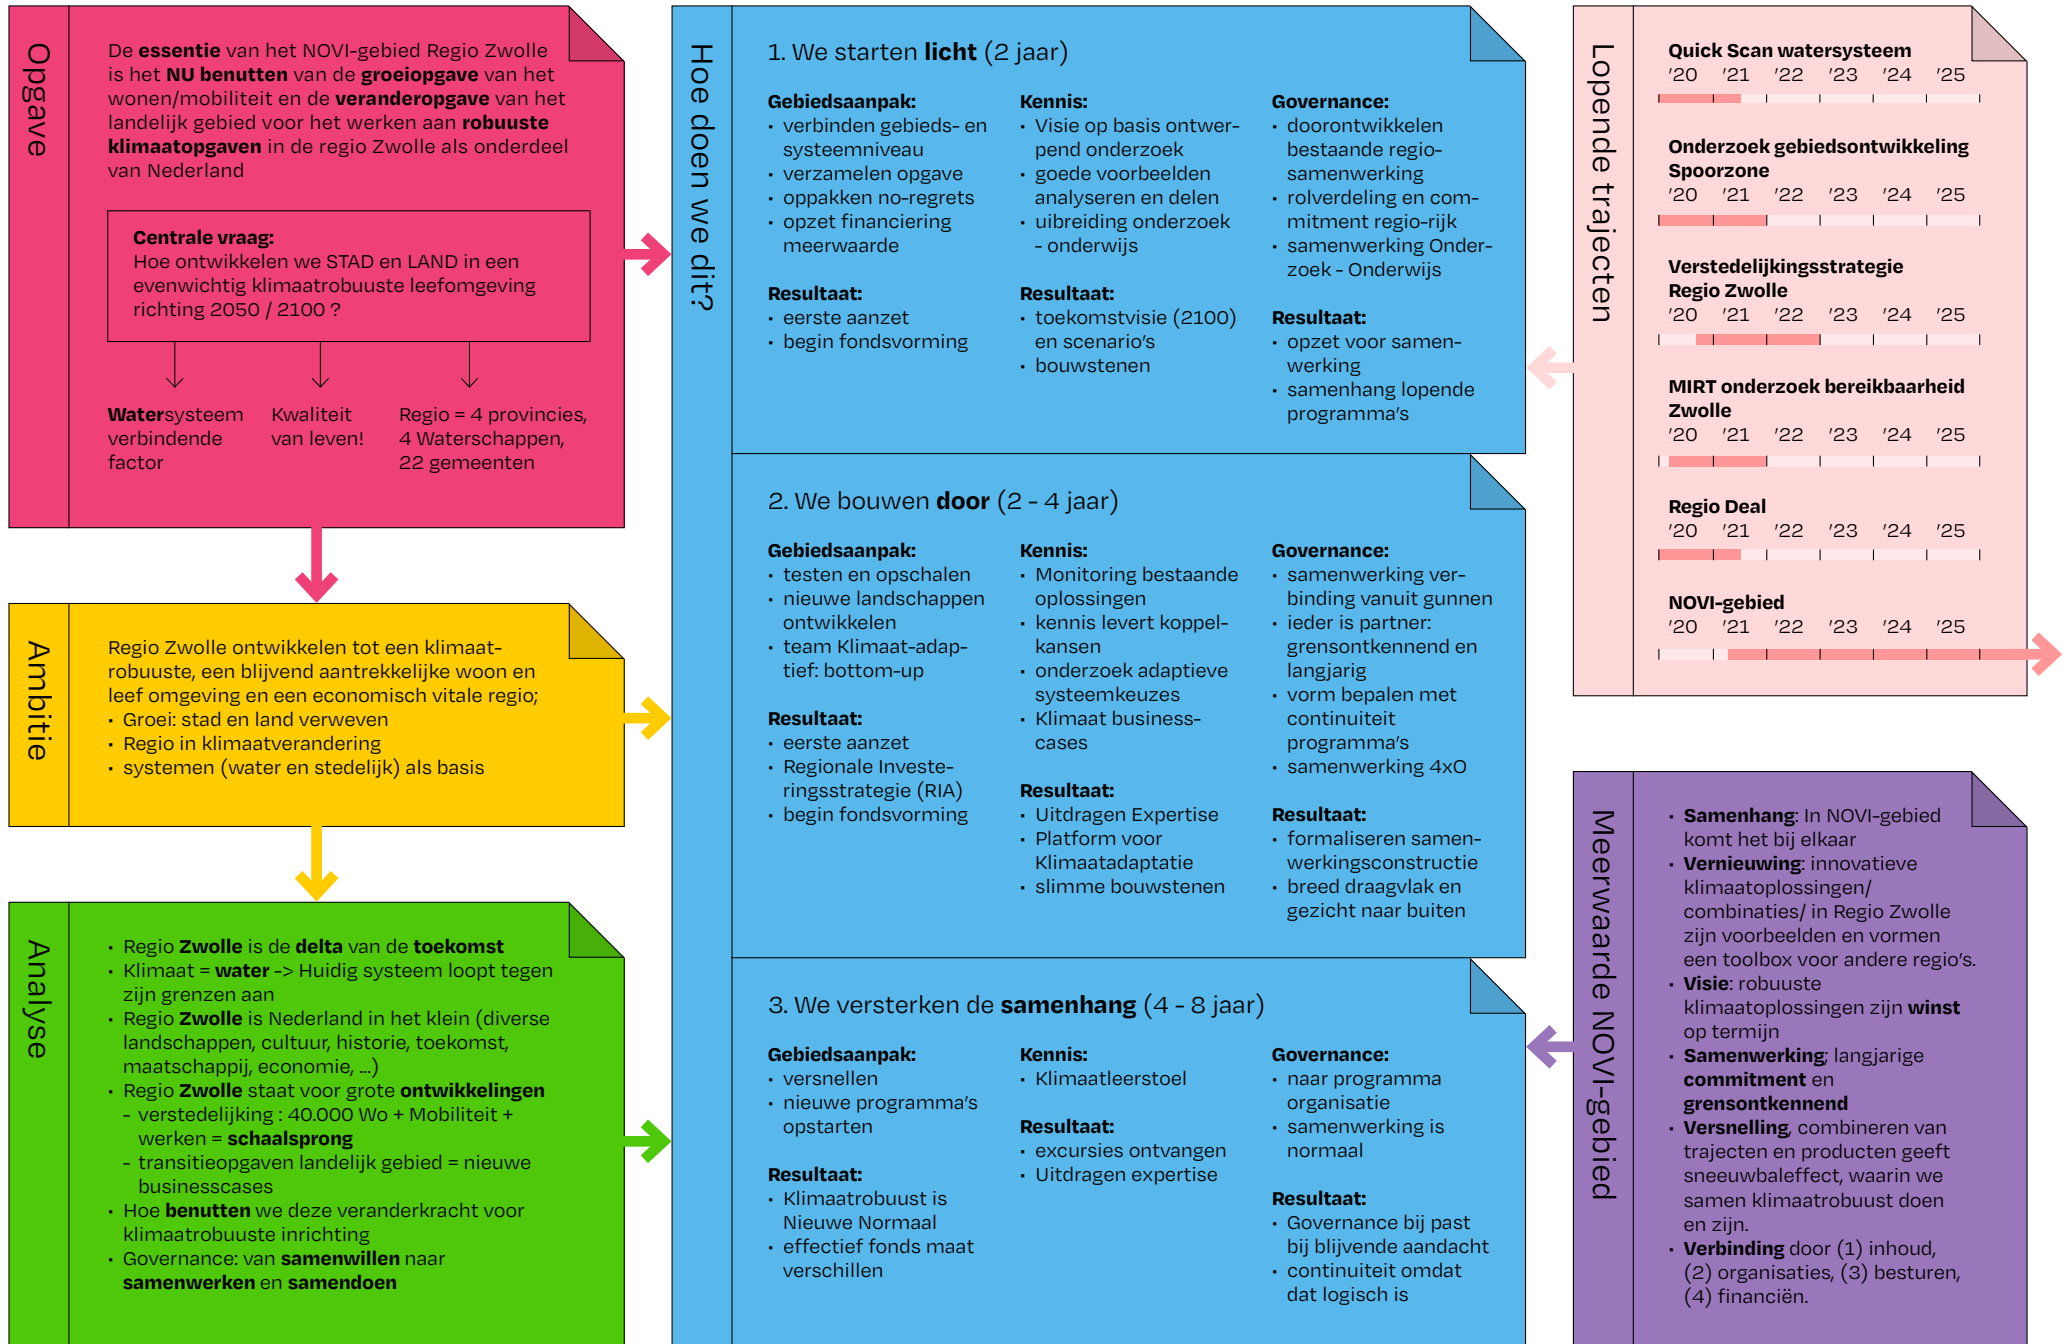 Opgave
De essentie van het NOVI-gebied Regio Zwolle
is het NU benutten van de groeiopgave van het
wonen/mobiliteit en de veranderopgave van het
landelijk gebied voor het werken aan robuuste
klimaatopgaven in de regio Zwolle als onderdeel
van Nederland
Centrale vraag:
Hoe ontwikkelen we STAD en LAND in een
evenwichtig klimaatrobuuste leefomgeving
richting 2050 / 2100 ?
Watersysteem
verbindende
factor
Kwaliteit
van leven!
Regio = 4 provincies,
4 Waterschappen,
22 gemeenten
Ambitie
Regio Zwolle ontwikkelen tot een klimaat-
robuuste, een blijvend aantrekkelijke woon en
leef omgeving en een economisch vitale regio;
• Groei: stad en land verweven
• Regio in klimaatverandering
• systemen (water en stedelijk) als basis
Analyse
• Regio Zwolle is de delta van de toekomst
• Klimaat = water -> Huidig systeem loopt tegen
zijn grenzen aan
• Regio Zwolle is Nederland in het klein (diverse
landschappen, cultuur, historie, toekomst,
maatschappij, economie, ...)
• Regio Zwolle staat voor grote ontwikkelingen
- verstedelijking : 40.000 Wo + Mobiliteit +
werken = schaalsprong
- transitieopgaven landelijk gebied = nieuwe
businesscases
• Hoe benutten we deze veranderkracht voor
klimaatrobuuste inrichting
• Governance: van samenwillen naar
samenwerken en samendoen
Hoe doen we dit?
1. We starten licht (2 jaar)
Gebiedsaanpak:
• verbinden gebieds- en
systeemniveau
• verzamelen opgave
• oppakken no-regrets
• opzet financiering
meerwaarde
Resultaat:
• eerste aanzet
• begin fondsvorming
Kennis:
• Visie op basis ontwer-
pend onderzoek
• goede voorbeelden
analyseren en delen
• uibreiding onderzoek
- onderwijs
Resultaat:
• toekomstvisie (2100)
en scenario's
• bouwstenen
Governance:
• doorontwikkelen
bestaande regio-
samenwerking
• rolverdeling en com-
mitment regio-rijk
• samenwerking Onder-
zoek - Onderwijs
Resultaat:
• opzet voor samen-
werking
• samenhang lopende
programma's
2. We bouwen door (2 - 4 jaar)
Gebiedsaanpak:
• testen en opschalen
• nieuwe landschappen
ontwikkelen
• team Klimaat-adap-
tief: bottom-up
Resultaat:
• eerste aanzet
• Regionale Investe-
ringsstrategie (RIA)
• begin fondsvorming
Kennis:
• Monitoring bestaande
oplossingen
• kennis levert koppel-
kansen
• onderzoek adaptieve
systeemkeuzes
• Klimaat business-
cases
Resultaat:
• Uitdragen Expertise
• Platform voor
Klimaatadaptatie
• slimme bouwstenen
Governance:
• samenwerking ver-
binding vanuit gunnen
• ieder is partner:
grensontkennend en
langjarig
• vorm bepalen met
continuiteit
programma's
• samenwerking 4xO
Resultaat:
• formaliseren samen-
werkingsconstructie
• breed draagvlak en
gezicht naar buiten
3. We versterken de samenhang (4 - 8 jaar)
Gebiedsaanpak:
• versnellen
• nieuwe programma's
opstarten
Resultaat:
• Klimaatrobuust is
Nieuwe Normaal
• effectief fonds maat
verschillen
Kennis:
• Klimaatleerstoel
Resultaat:
• excursies ontvangen
• Uitdragen expertise
Governance:
• naar programma
organisatie
• samenwerking is
normaal
Resultaat:
• Governance bij past
bij blijvende aandacht
• continuiteit omdat
dat logisch is
Lopende trajecten
Quick Scan watersysteem
'20 '21 '22 '23 '24 '25
Onderzoek gebiedsontwikkeling
Spoorzone
'20 '21 '22 '23 '24 '25
Verstedelijkingsstrategie
Regio Zwolle
'20 '21 '22 '23 '24 '25
MIRT onderzoek bereikbaarheid
Zwolle
'20 '21 '22 '23 '24 '25
Regio Deal
'20 '21 '22 '23 '24 '25
NOVI-gebied
'20 '21 '22 '23 '24 '25
Meerwaarde NOVI-gebied
• Samenhang: In NOVI-gebied
komt het bij elkaar
• Vernieuwing: innovatieve
klimaatoplossingen/
combinaties/ in Regio Zwolle
zijn voorbeelden en vormen
een toolbox voor andere regio's.
• Visie: robuuste
klimaatoplossingen zijn winst
op termijn
• Samenwerking; langjarige
commitment en
grensontkennend
• Versnelling, combineren van
trajecten en producten geeft
sneeuwbaleffect, waarin we
samen klimaatrobuust doen
en zijn.
• Verbinding door (1) inhoud,
(2) organisaties, (3) besturen,
(4) financiën.